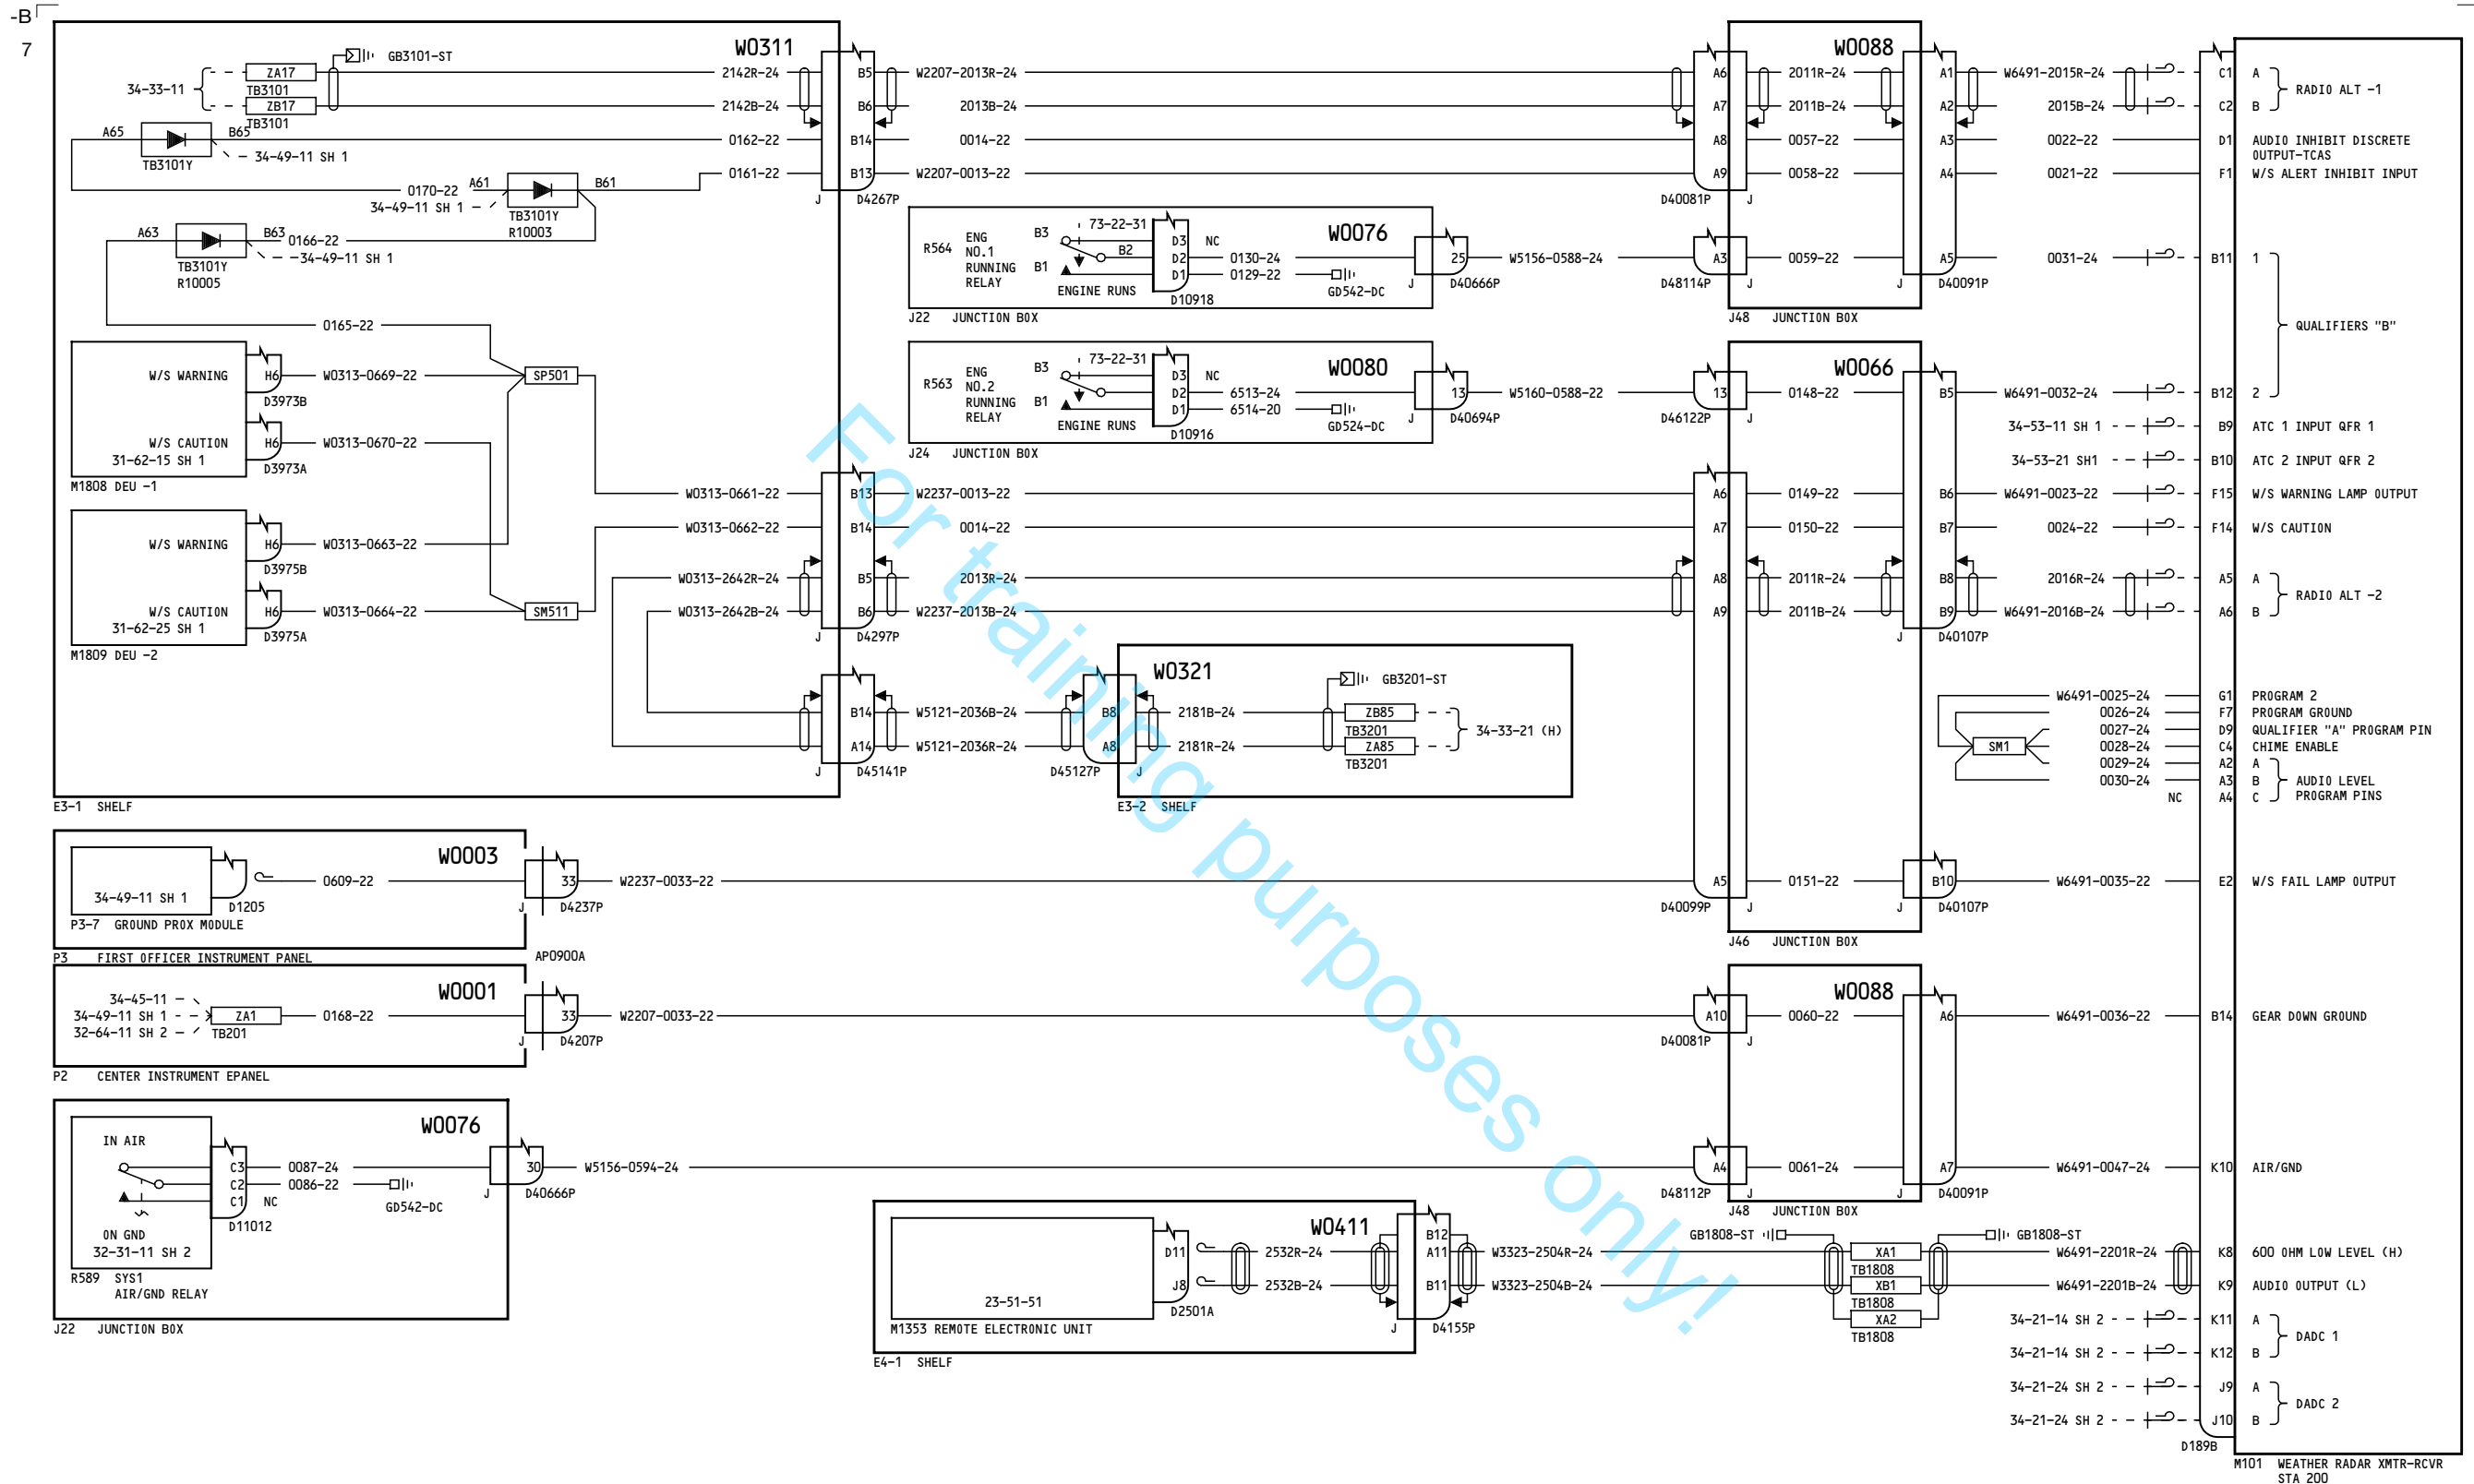 -B
7
W0311
GB3101-ST
34-33-11
ZA17
TB3101
ZB17
TB3101
2142R-24
2142B-24
A65
B65
TB3101Y
34-49-11 SH 1
0162-22
0161-22
0170-22
A61
B61
34-49-11 SH 1
TB3101Y
R10003
A63
B63
0166-22
34-49-11 SH 1
TB3101Y
R10005
0165-22
B5
B6
B14
B13
J
D4267P
W2207-2013R-24
2013B-24
0014-22
W2207-0013-22
W/S WARNING
H6
W0313-0669-22
D3973B
SP501
W/S CAUTION
H6
W0313-0670-22
31-62-15 SH 1
D3973A
M1808 DEU -1
W/S WARNING
H6
W0313-0663-22
D3975B
W/S CAUTION
H6
W0313-0664-22
SM511
31-62-25 SH 1
D3975A
M1809 DEU -2
W0313-0661-22
W0313-0662-22
W0313-2642R-24
W0313-2642B-24
B13
B14
B5
B6
J
D4297P
W2237-0013-22
0014-22
2013R-24
W2237-2013B-24
B14
A14
J
D45141P
W5121-2036B-24
W5121-2036R-24
E3-1 SHELF
B8
A8
D45127P
J
W0321
GB3201-ST
2181B-24
2181R-24
ZB85
TB3201
ZA85
TB3201
34-33-21 (H)
E3-2 SHELF
R564
ENG
NO.1
RUNNING
RELAY
B3
73-22-31
B2
B1
ENGINE RUNS
D3
D2
D1
D10918
NC
0130-24
0129-22
GD542-DC
W0076
25
J
D40666P
W5156-0588-24
J22 JUNCTION BOX
R563
ENG
NO.2
RUNNING
RELAY
B3
73-22-31
B1
ENGINE RUNS
D3
D2
D1
D10916
NC
6513-24
6514-20
GD524-DC
W0080
13
J
D40694P
W5160-0588-22
J24 JUNCTION BOX
W0088
A6
A7
A8
A9
D40081P
J
2011R-24
2011B-24
0057-22
0058-22
A3
D48114P
J
0059-22
A1
A2
A3
A4
A5
J
D40091P
J48 JUNCTION BOX
W0066
13
D46122P
J
0148-22
A6
A7
A8
A9
0149-22
0150-22
2011R-24
2011B-24
B5
B6
B7
B8
B9
J
D40107P
A5
D40099P
J
0151-22
B10
J
D40107P
J46 JUNCTION BOX
W6491-2015R-24
2015B-24
0022-22
0021-22
0031-24
W6491-0032-24
34-53-11 SH 1
34-53-21 SH1
W6491-0023-22
0024-22
2016R-24
W6491-2016B-24
W6491-0025-24
0026-24
0027-24
0028-24
0029-24
0030-24
NC
SM1
W6491-0035-22
C1 A
C2 B
RADIO ALT -1
D1 AUDIO INHIBIT DISCRETE
OUTPUT-TCAS
F1 W/S ALERT INHIBIT INPUT
B11 1
QUALIFIERS "B"
B12 2
B9 ATC 1 INPUT QFR 1
B10 ATC 2 INPUT QFR 2
F15 W/S WARNING LAMP OUTPUT
F14 W/S CAUTION
A5 A
RADIO ALT -2
A6 B
G1 PROGRAM 2
F7 PROGRAM GROUND
D9 QUALIFIER "A" PROGRAM PIN
C4 CHIME ENABLE
A2 A
A3 B AUDIO LEVEL
A4 C PROGRAM PINS
E2 W/S FAIL LAMP OUTPUT
W0003
34-49-11 SH 1
D1205
0609-22
33
J
D4237P
W2237-0033-22
P3-7 GROUND PROX MODULE
P3 FIRST OFFICER INSTRUMENT PANEL
AP0900A
W0001
34-45-11
34-49-11 SH 1
32-64-11 SH 2
ZA1
TB201
0168-22
33
J
D4207P
W2207-0033-22
P2 CENTER INSTRUMENT EPANEL
W0088
A10
D40081P
J
0060-22
A6
W6491-0036-22
B14 GEAR DOWN GROUND
W0076
IN AIR
C3
C2
C1
0087-24
0086-22
NC
GD542-DC
D11012
ON GND
32-31-11 SH 2
R589 SYS1
AIR/GND RELAY
J22 JUNCTION BOX
30
J
D40666P
W5156-0594-24
A4
D48112P
J
0061-24
A7
J
D40091P
J48 JUNCTION BOX
W6491-0047-24
K10 AIR/GND
W0411
D11
J8
D2501A
2532R-24
2532B-24
23-51-51
M1353 REMOTE ELECTRONIC UNIT
E4-1 SHELF
B12
A11
B11
J
D4155P
W3323-2504R-24
W3323-2504B-24
GB1808-ST
XA1
TB1808
XB1
TB1808
XA2
TB1808
GB1808-ST
W6491-2201R-24
W6491-2201B-24
K8 600 OHM LOW LEVEL (H)
K9 AUDIO OUTPUT (L)
34-21-14 SH 2
K11 A
DADC 1
34-21-14 SH 2
K12 B
34-21-24 SH 2
J9 A
DADC 2
34-21-24 SH 2
J10 B
D189B
M101 WEATHER RADAR XMTR-RCVR
STA 200
For training purposes only!